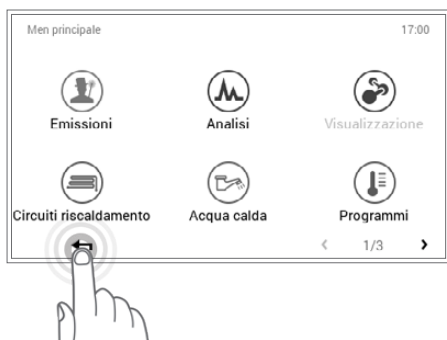 Men principale 17:00
Emissioni Analisi Visualizzazione
Circuiti riscaldamento Acqua calda Programmi
1/3